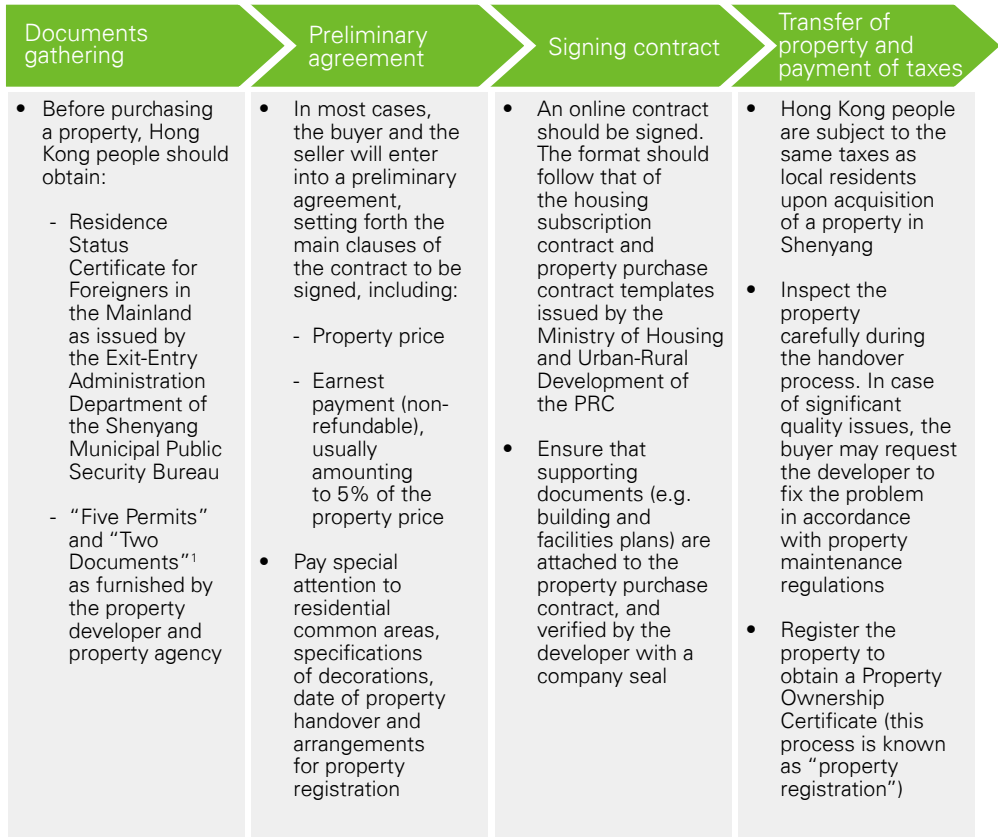 Documents
gathering
Preliminary
agreement
Signing contract
Transfer of
property and
payment of taxes
• Before purchasing
a property, Hong
Kong people should
obtain:
- Residence
Status
Certificate for
Foreigners in
the Mainland
as issued by
the Exit-Entry
Administration
Department of
the Shenyang
Municipal Public
Security Bureau
- “Five Permits”
and “Two
Documents”¹
as furnished by
the property
developer and
property agency
• In most cases,
the buyer and the
seller will enter
into a preliminary
agreement,
setting forth the
main clauses of
the contract to be
signed, including:
- Property price
- Earnest
payment (non-
refundable),
usually
amounting
to 5% of the
property price
• Pay special
attention to
residential
common areas,
specifications
of decorations,
date of property
handover and
arrangements
for property
registration
• An online contract
should be signed.
The format should
follow that of
the housing
subscription
contract and
property purchase
contract templates
issued by the
Ministry of Housing
and Urban-Rural
Development of
the PRC
• Ensure that
supporting
documents (e.g.
building and
facilities plans) are
attached to the
property purchase
contract, and
verified by the
developer with a
company seal
• Hong Kong people
are subject to the
same taxes as
local residents
upon acquisition
of a property in
Shenyang
• Inspect the
property
carefully during
the handover
process. In case
of significant
quality issues, the
buyer may request
the developer to
fix the problem
in accordance
with property
maintenance
regulations
• Register the
property to
obtain a Property
Ownership
Certificate (this
process is known
as “property
registration”)